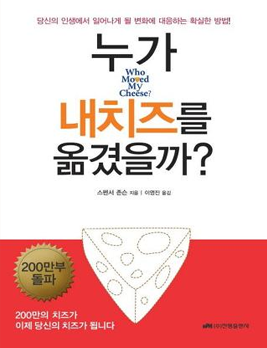 당신의 인생에서 일어나게 될 변화에 대응하는 확실한 방법!
누가
Who
Moved
My
Cheese?
내치즈를
옮겼을까?
스펜서 존슨 지음 | 이영진 옮김
200만부
돌파
200만의 치즈가
이제 당신의 치즈가 됩니다